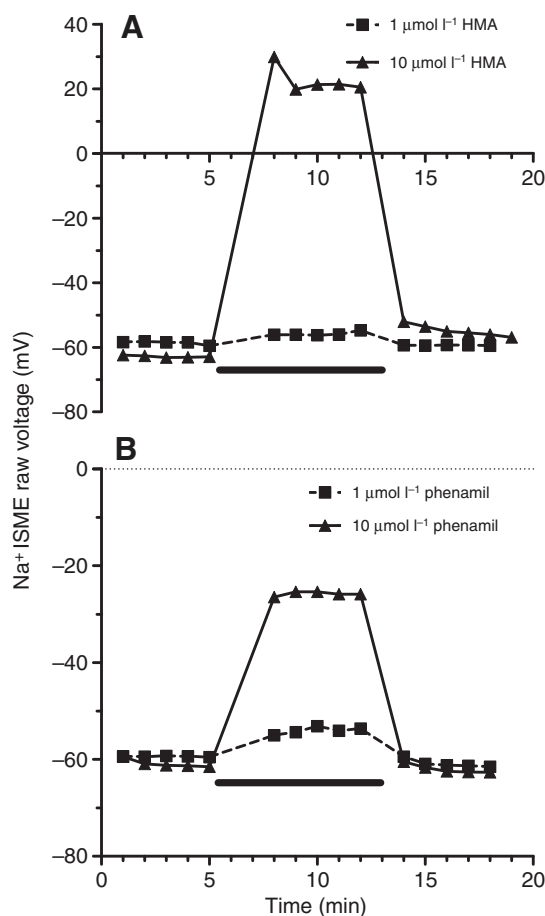 A
1 μmol l⁻¹ HMA
10 μmol l⁻¹ HMA
40
20
0
–20
–40
–60
–80
5
10
15
20
Na⁺ ISME raw voltage (mV)
B
1 μmol l⁻¹ phenamil
10 μmol l⁻¹ phenamil
0
–20
–40
–60
–80
0
5
10
15
20
Time (min)